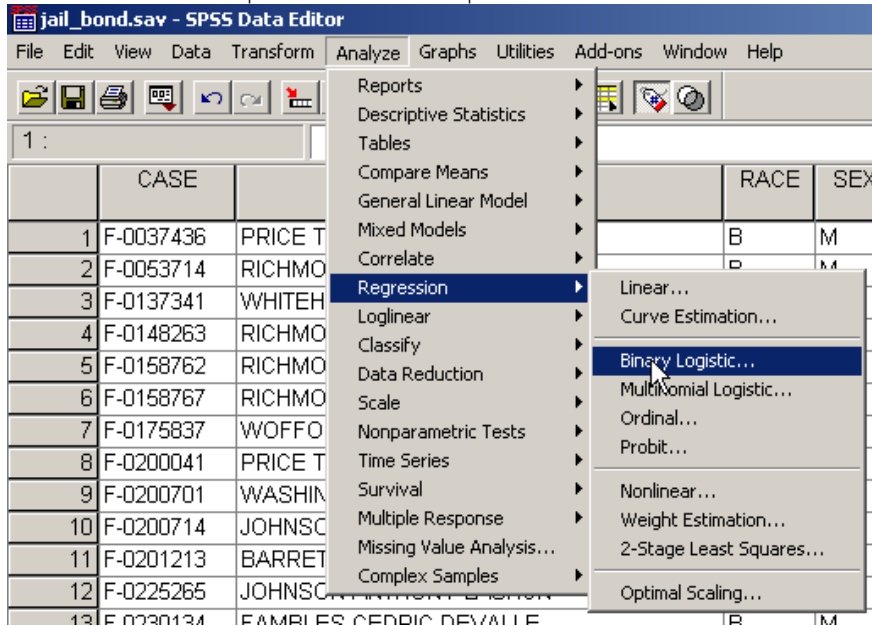 jail_bond.sav - SPSS Data Editor
File Edit View Data Transform Analyze Graphs Utilities Add-ons Window Help
1 :
Reports
Descriptive Statistics
Tables
Compare Means
General Linear Model
Mixed Models
Correlate
Regression
Loglinear
Classify
Data Reduction
Scale
Nonparametric Tests
Time Series
Survival
Multiple Response
Missing Value Analysis...
Complex Samples
Linear...
Curve Estimation...
Binary Logistic...
Multinomial Logistic...
Ordinal...
Probit...
Nonlinear...
Weight Estimation...
2-Stage Least Squares...
Optimal Scaling...
CASE RACE SEX
1 F-0037436 PRICE T B M
2 F-0053714 RICHMO
3 F-0137341 WHITEH
4 F-0148263 RICHMO
5 F-0158762 RICHMO
6 F-0158767 RICHMO
7 F-0175837 WOFFO
8 F-0200041 PRICE T
9 F-0200701 WASHIN
10 F-0200714 JOHNSO
11 F-0201213 BARRET
12 F-0225265 JOHNSO
13 F-0230134 FAMBLES CEDRIC DEVALLE B M